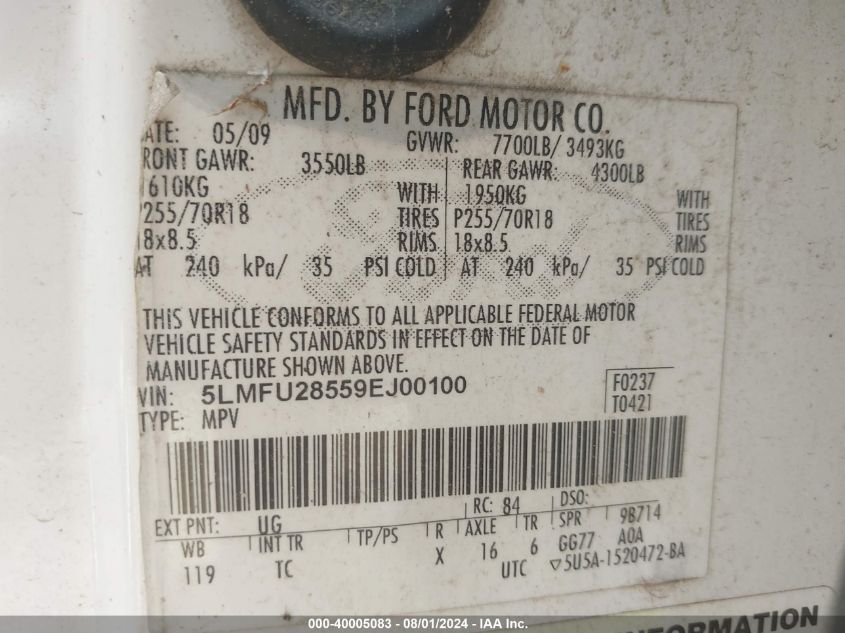 MFD. BY FORD MOTOR CO.
ATE: 05/09 GVWR: 7700LB/ 3493KG
RONT GAWR: 3550LB REAR GAWR: 4300LB
1610KG WITH 1950KG WITH
P255/70R18 TIRES P255/70R18 TIRES
18x8.5 RIMS 18x8.5 RIMS
AT 240 kPa/ 35 PSI COLD AT 240 kPa/ 35 PSI COLD
THIS VEHICLE CONFORMS TO ALL APPLICABLE FEDERAL MOTOR
VEHICLE SAFETY STANDARDS IN EFFECT ON THE DATE OF
MANUFACTURE SHOWN ABOVE.
VIN: 5LMFU28559EJ00100
TYPE: MPV
F0237
T0421
EXT PNT: UG RC: 84 DSO:
WB INT TR TP/PS R AXLE TR SPR 9B714
119 TC X 16 6 GG77 A0A
UTC ▽5U5A-1520472-BA
INFORMATION
000-40005083 - 08/01/2024 - IAA Inc.